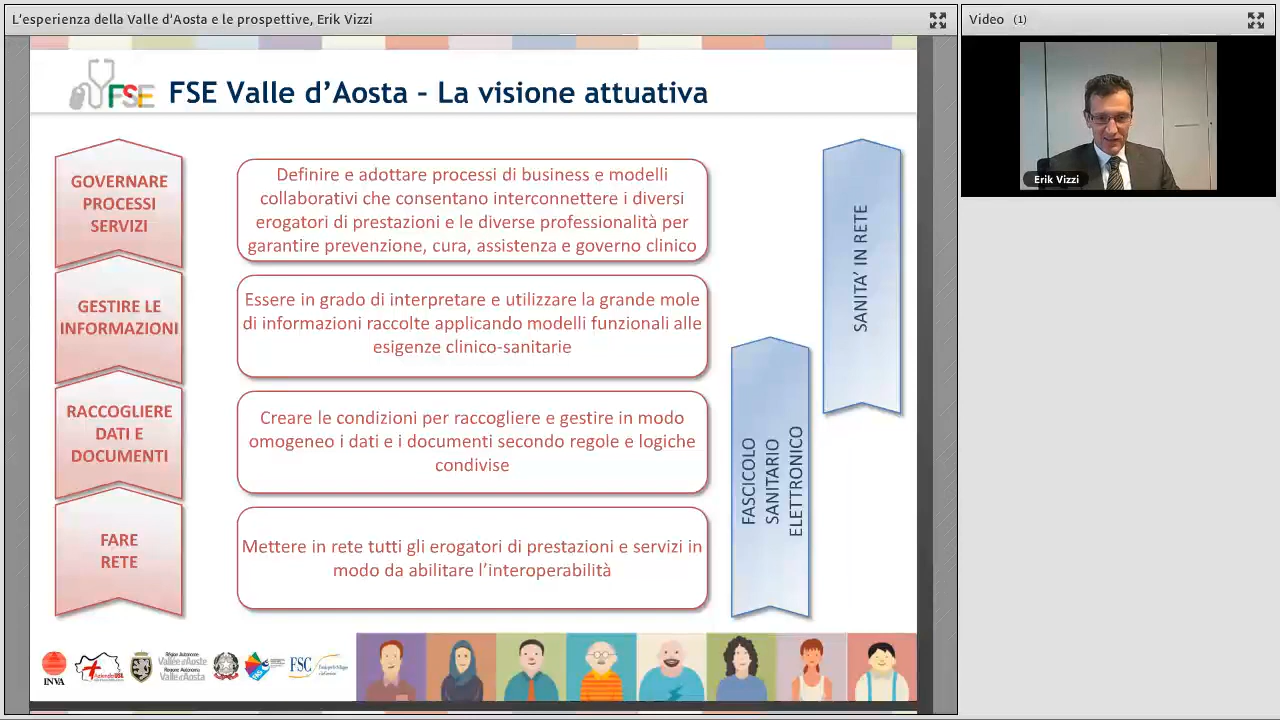 L'esperienza della Valle d'Aosta e le prospettive, Erik Vizzi
Video (1)
Erik Vizzi
FSE
FSE Valle d'Aosta - La visione attuativa
GOVERNARE
PROCESSI
SERVIZI
Definire e adottare processi di business e modelli
collaborativi che consentano interconnettere i diversi
erogatori di prestazioni e le diverse professionalità per
garantire prevenzione, cura, assistenza e governo clinico
GESTIRE LE
INFORMAZIONI
Essere in grado di interpretare e utilizzare la grande mole
di informazioni raccolte applicando modelli funzionali alle
esigenze clinico-sanitarie
RACCOGLIERE
DATI E
DOCUMENTI
Creare le condizioni per raccogliere e gestire in modo
omogeneo i dati e i documenti secondo regole e logiche
condivise
FARE
RETE
Mettere in rete tutti gli erogatori di prestazioni e servizi in
modo da abilitare l'interoperabilità
FASCICOLO
SANITARIO
ELETTRONICO
SANITA' IN RETE
INVA
Région Autonome
Vallée d'Aoste
Regione Autonoma
Valle d'Aosta
FSC